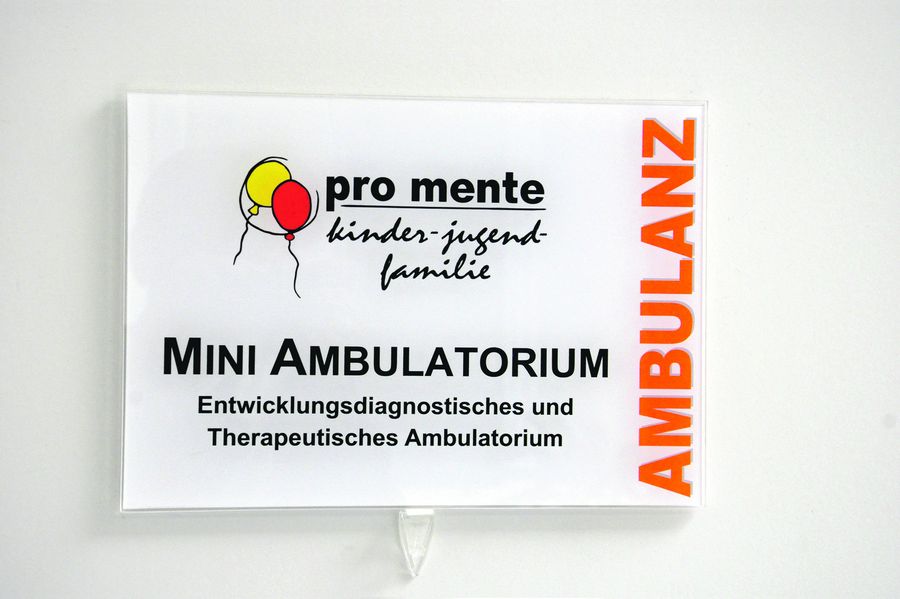 pro mente
kinder-jugend-
familie
MINI AMBULATORIUM
Entwicklungsdiagnostisches und
Therapeutisches Ambulatorium
AMBULANZ